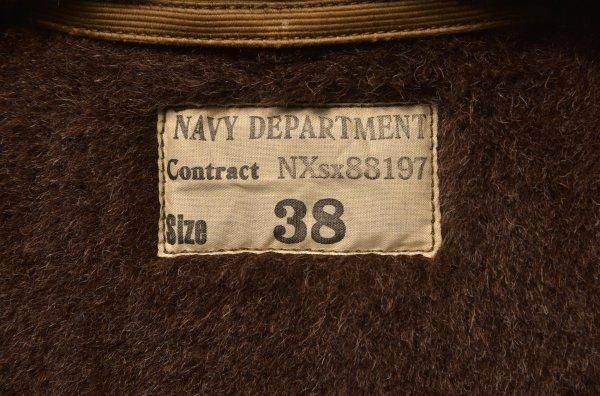 NAVY DEPARTMENT
Contract NXsx88197
Size 38